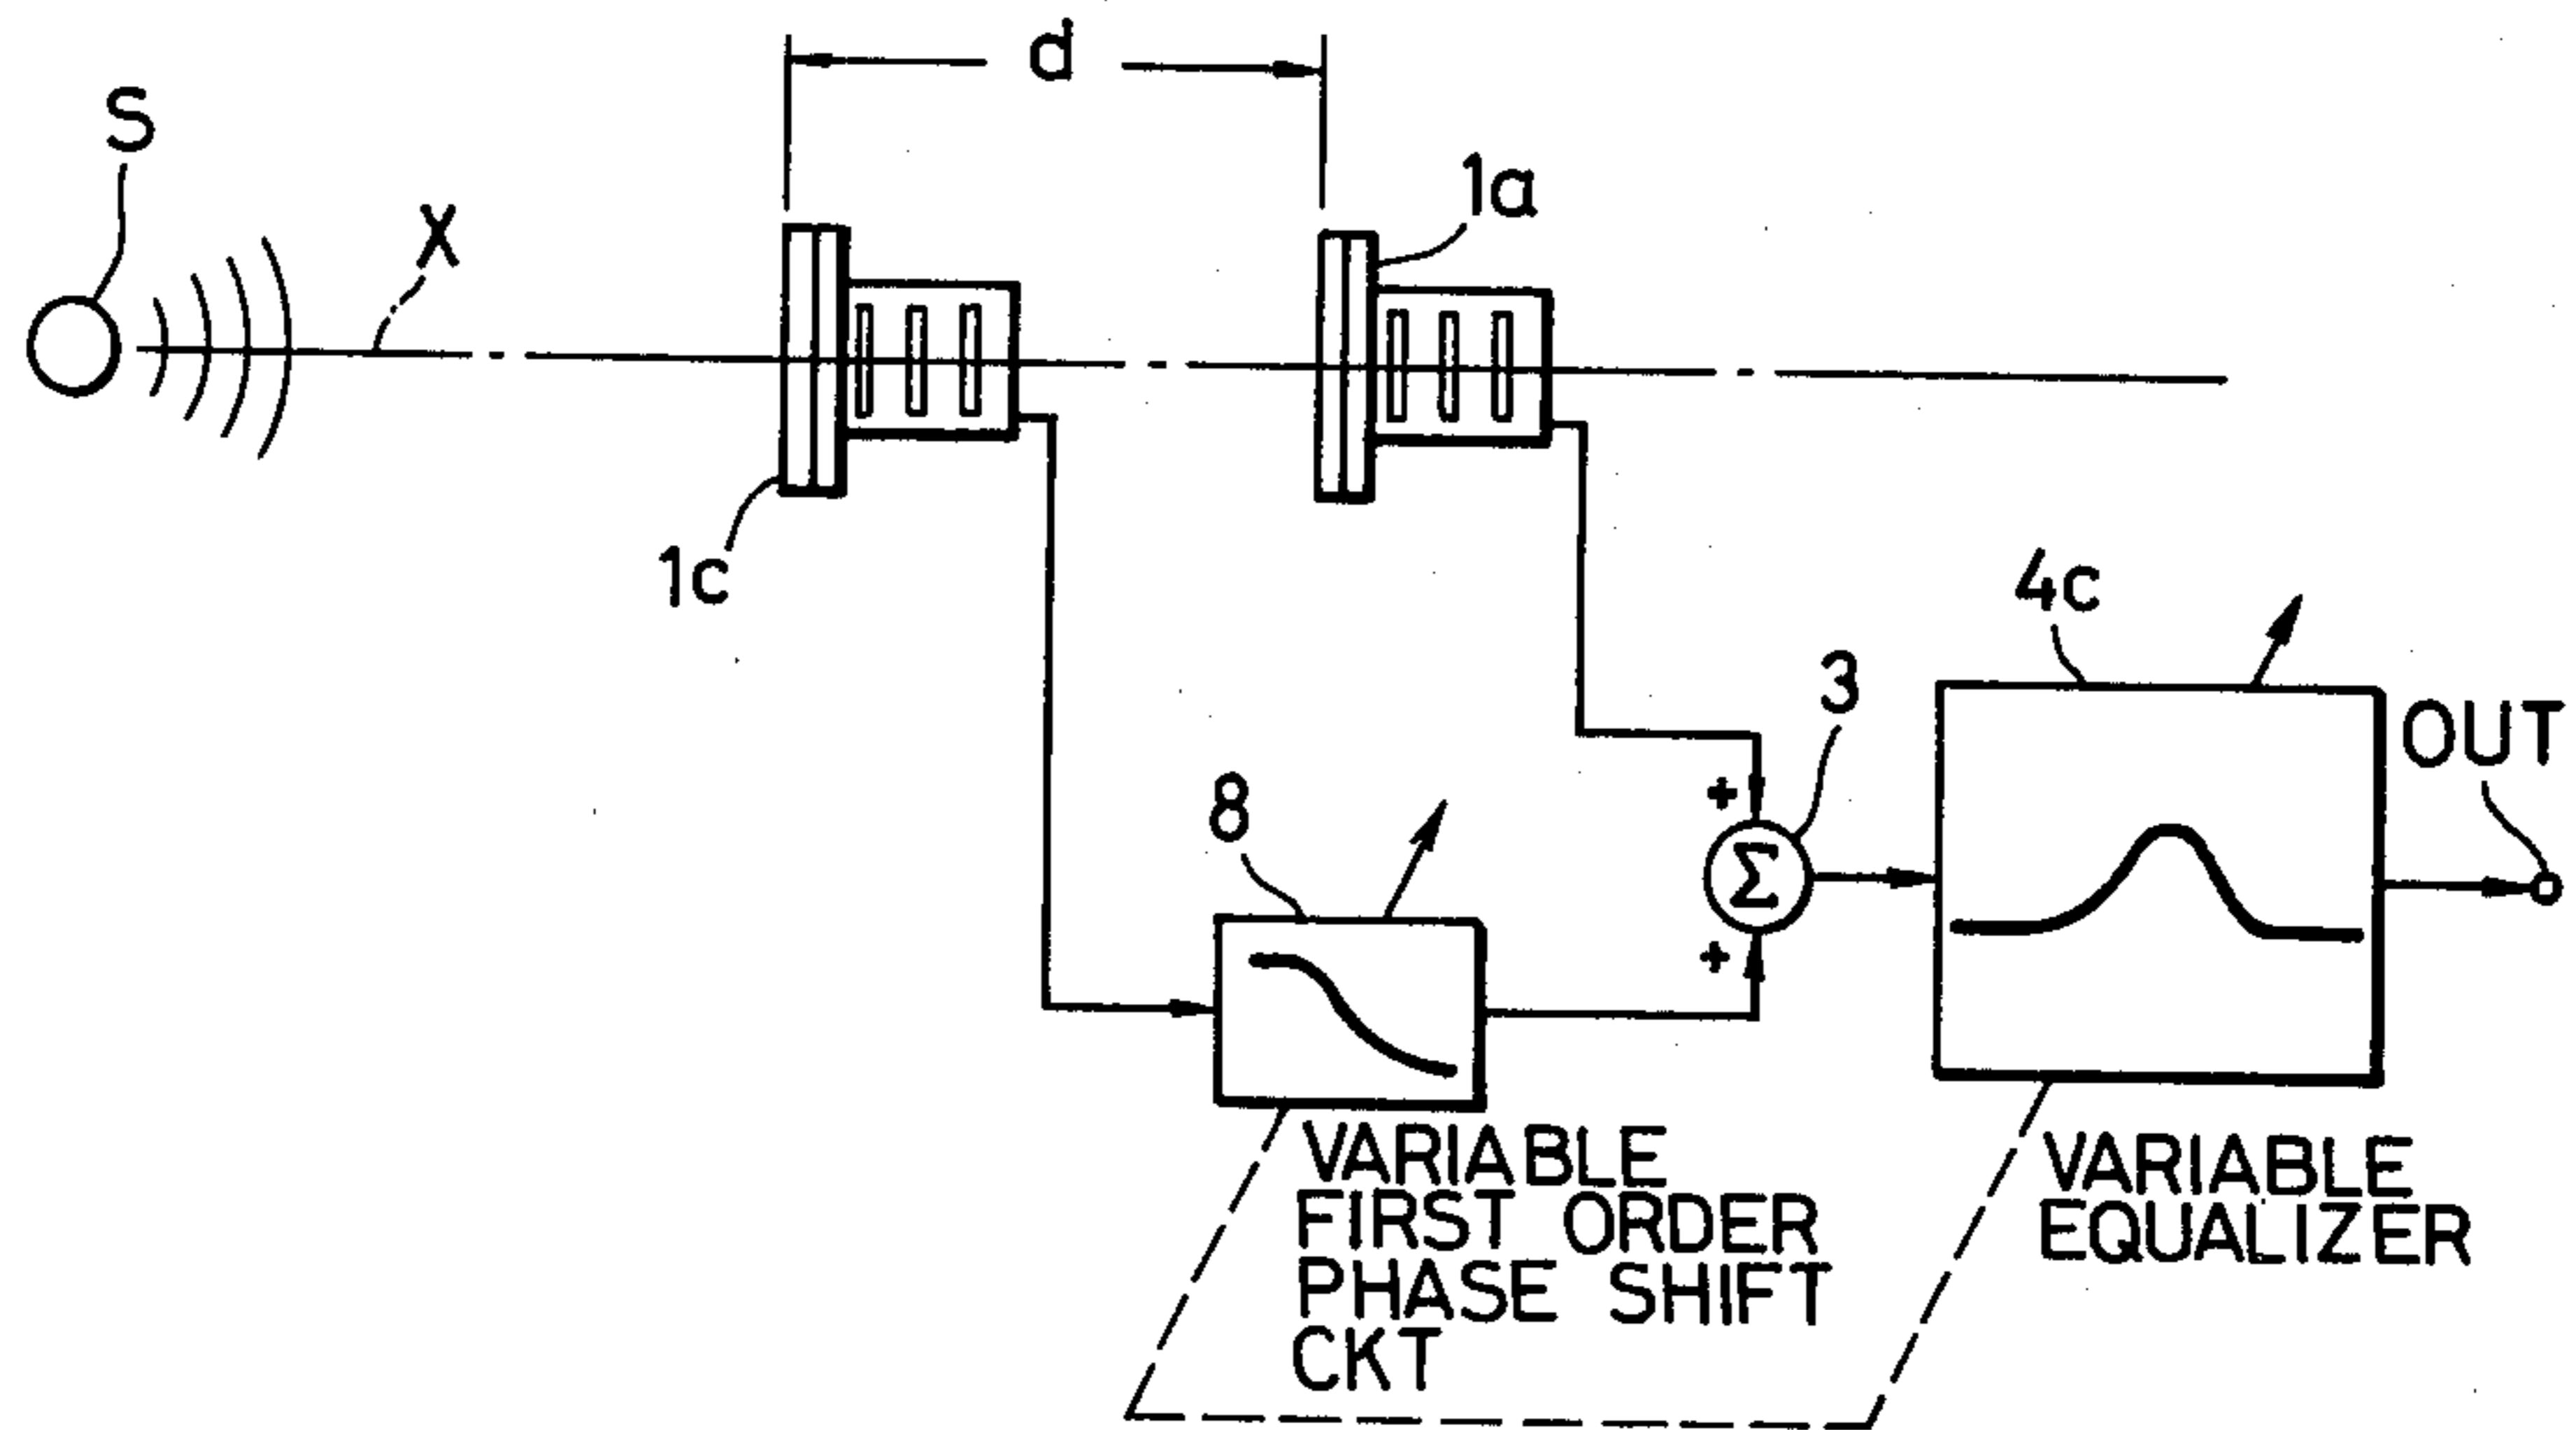 d
S
X
1a
1c
4c
3
OUT
8
+
Σ
+
VARIABLE
FIRST ORDER
PHASE SHIFT
CKT
VARIABLE
EQUALIZER